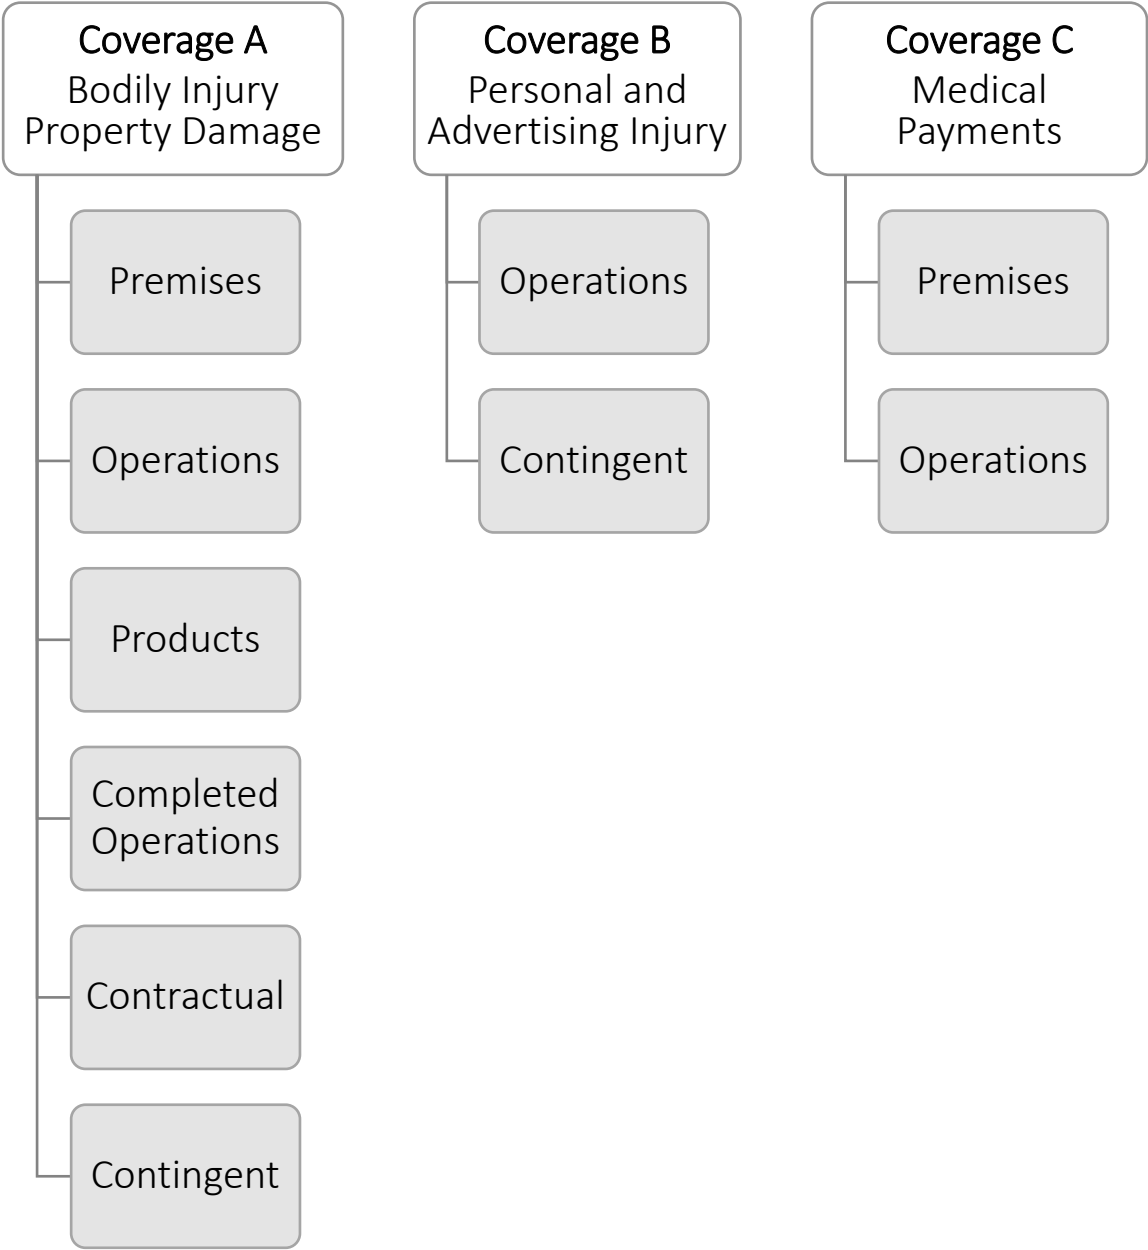 Coverage A
Bodily Injury
Property Damage
Premises
Operations
Products
Completed
Operations
Contractual
Contingent
Coverage B
Personal and
Advertising Injury
Operations
Contingent
Coverage C
Medical
Payments
Premises
Operations